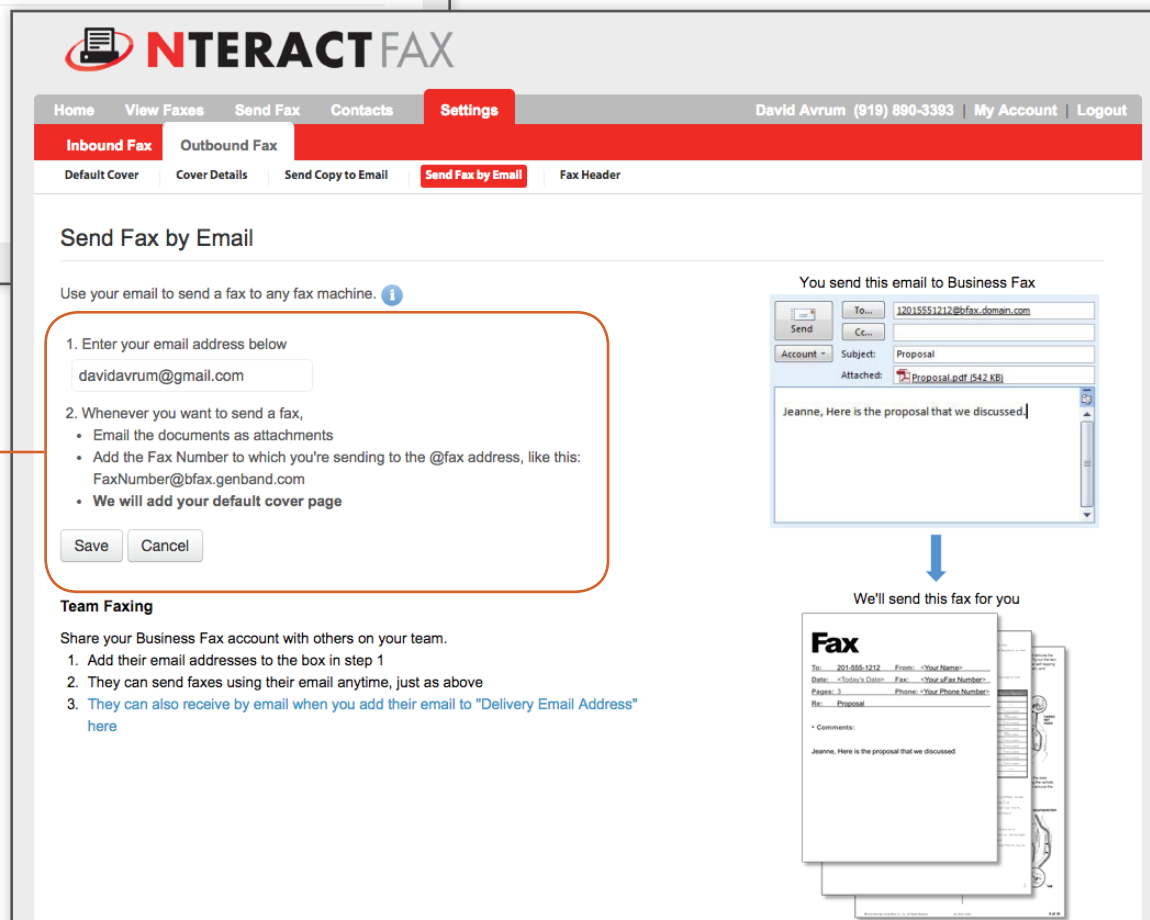 NTERACTFAX
Home View Faxes Send Fax Contacts Settings David Avrum (919) 890-3393 | My Account | Logout
Inbound Fax Outbound Fax
Default Cover Cover Details Send Copy to Email Send Fax by Email Fax Header
Send Fax by Email
Use your email to send a fax to any fax machine. i
1. Enter your email address below
davidavrum@gmail.com
2. Whenever you want to send a fax,
• Email the documents as attachments
• Add the Fax Number to which you're sending to the @fax address, like this:
FaxNumber@bfax.genband.com
• We will add your default cover page
Save Cancel
Team Faxing
Share your Business Fax account with others on your team.
1. Add their email addresses to the box in step 1
2. They can send faxes using their email anytime, just as above
3. They can also receive by email when you add their email to "Delivery Email Address"
here
You send this email to Business Fax
Send
To... 12015551212@bfax.domain.com
Cc...
Account Subject: Proposal
Attached: Proposal.pdf (542 KB)
Jeanne, Here is the proposal that we discussed.
We'll send this fax for you
Fax
To: 201-555-1212 From: <Your Name>
Date: <Today's Date> Fax: <Your uFax Number>
Pages: 3 Phone: <Your Phone Number>
Re: Proposal
• Comments:
Jeanne, Here is the proposal that we discussed.